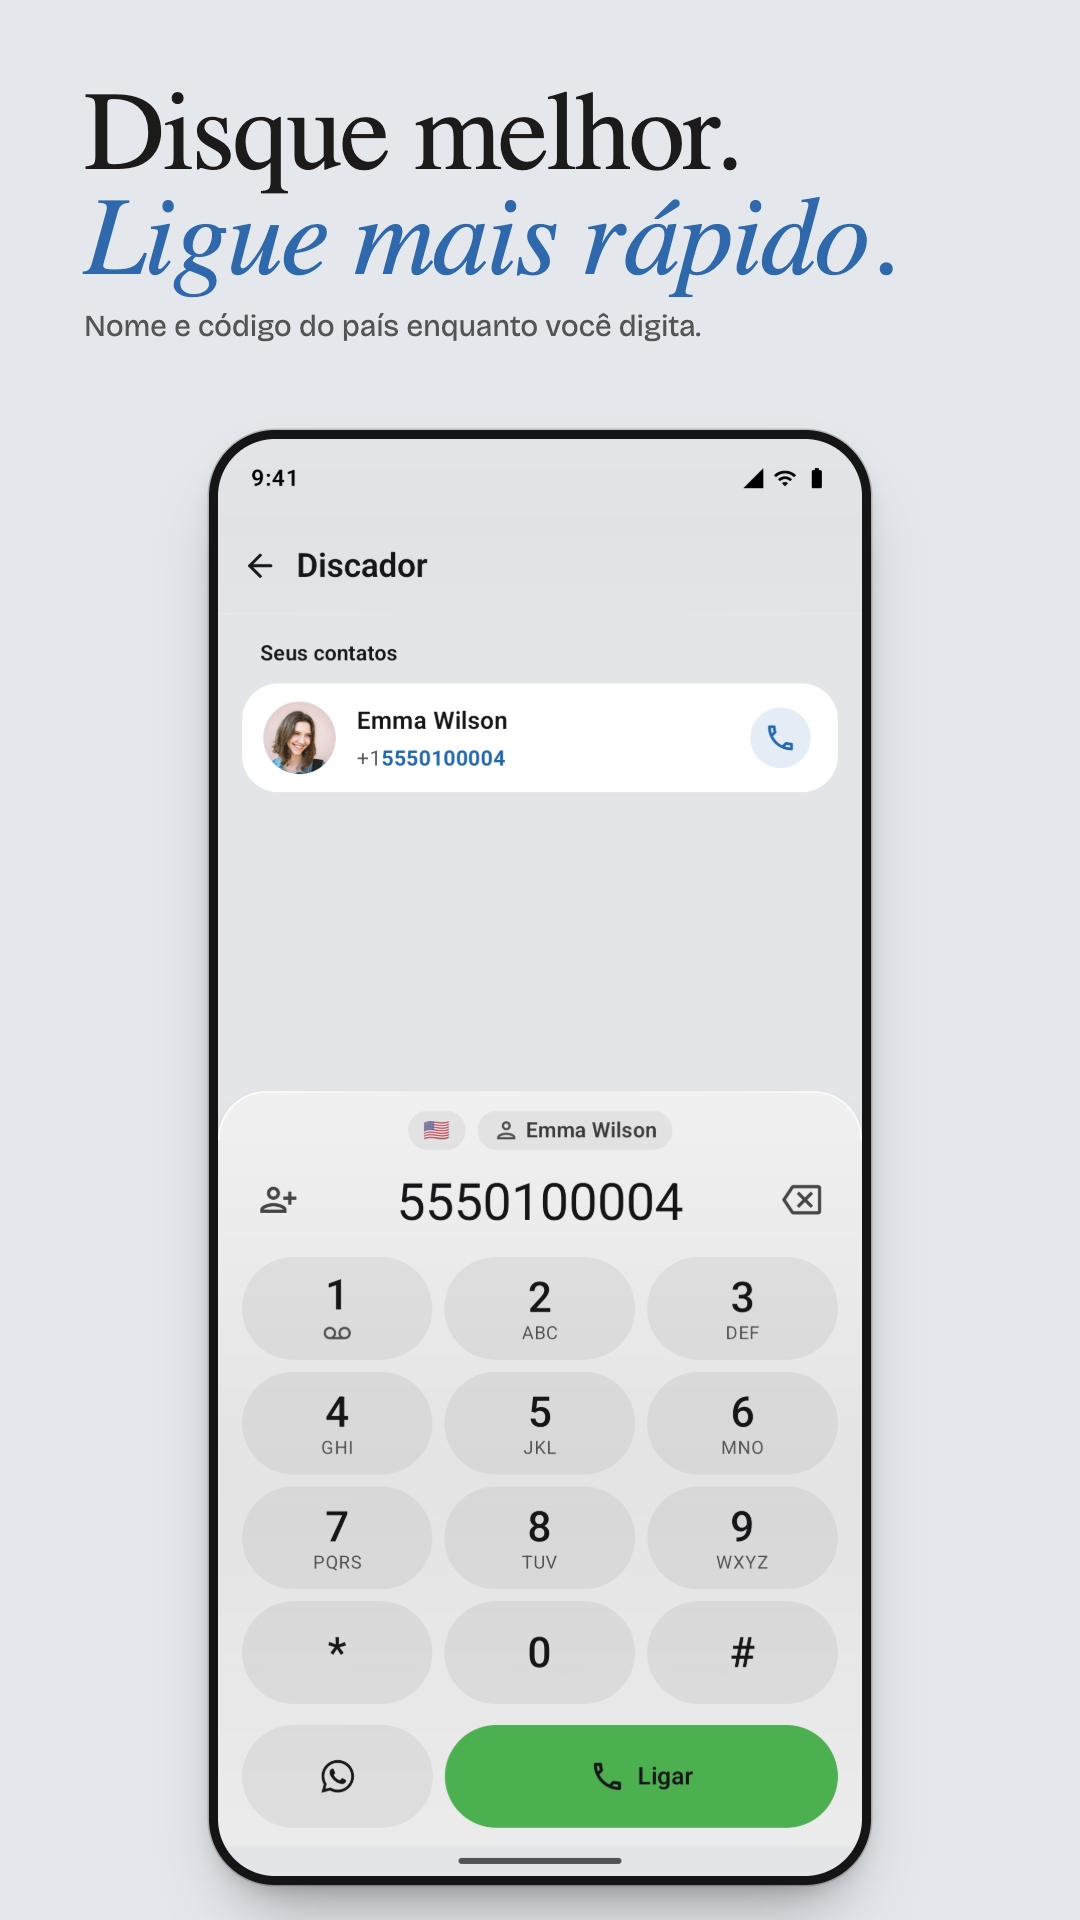 Disque melhor.
Ligue mais rápido.
Nome e código do país enquanto você digita.
9:41
Discador
Seus contatos
Emma Wilson
+15550100004
Emma Wilson
5550100004
1
2
ABC
3
DEF
4
GHI
5
JKL
6
MNO
7
PQRS
8
TUV
9
WXYZ
*
0
#
Ligar